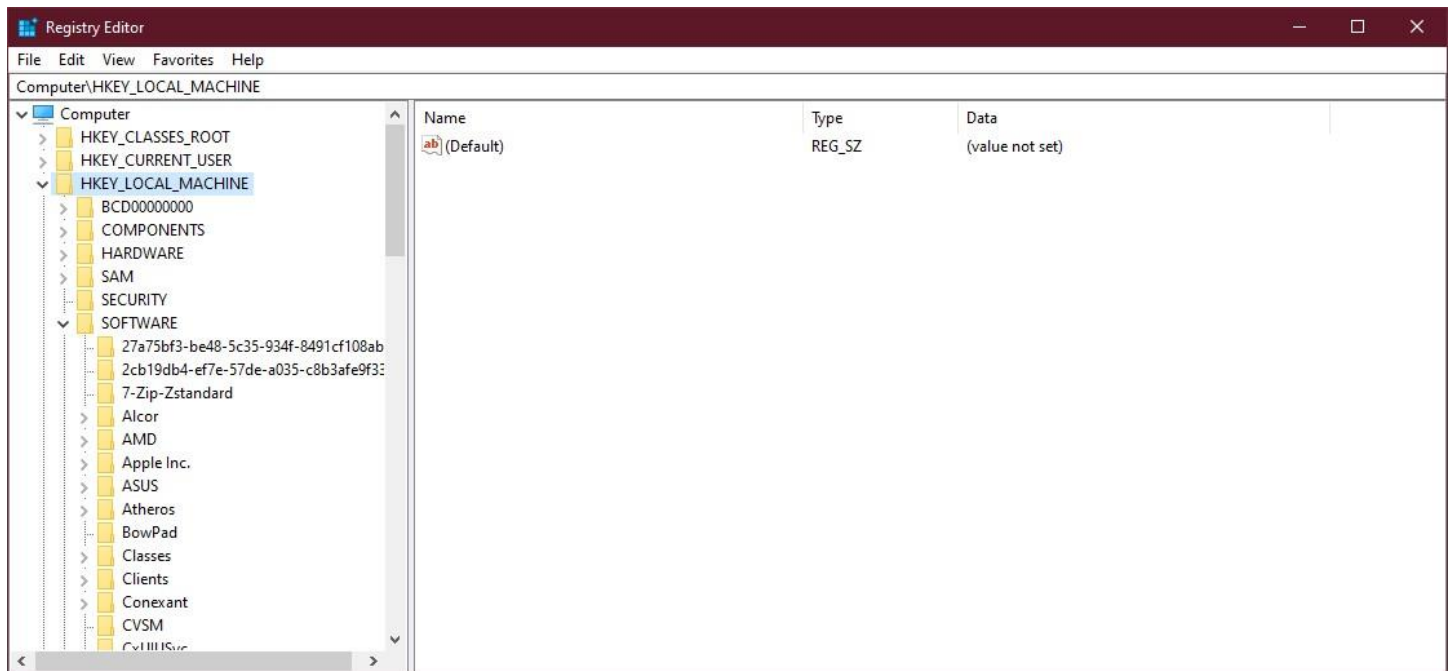 Registry Editor
File Edit View Favorites Help
Computer\HKEY_LOCAL_MACHINE
Computer
HKEY_CLASSES_ROOT
HKEY_CURRENT_USER
HKEY_LOCAL_MACHINE
BCD00000000
COMPONENTS
HARDWARE
SAM
SECURITY
SOFTWARE
27a75bf3-be48-5c35-934f-8491cf108ab
2cb19db4-ef7e-57de-a035-c8b3afe9f33
7-Zip-Zstandard
Alcor
AMD
Apple Inc.
ASUS
Atheros
BowPad
Classes
Clients
Conexant
CVSM
Name Type Data
ab (Default) REG_SZ (value not set)